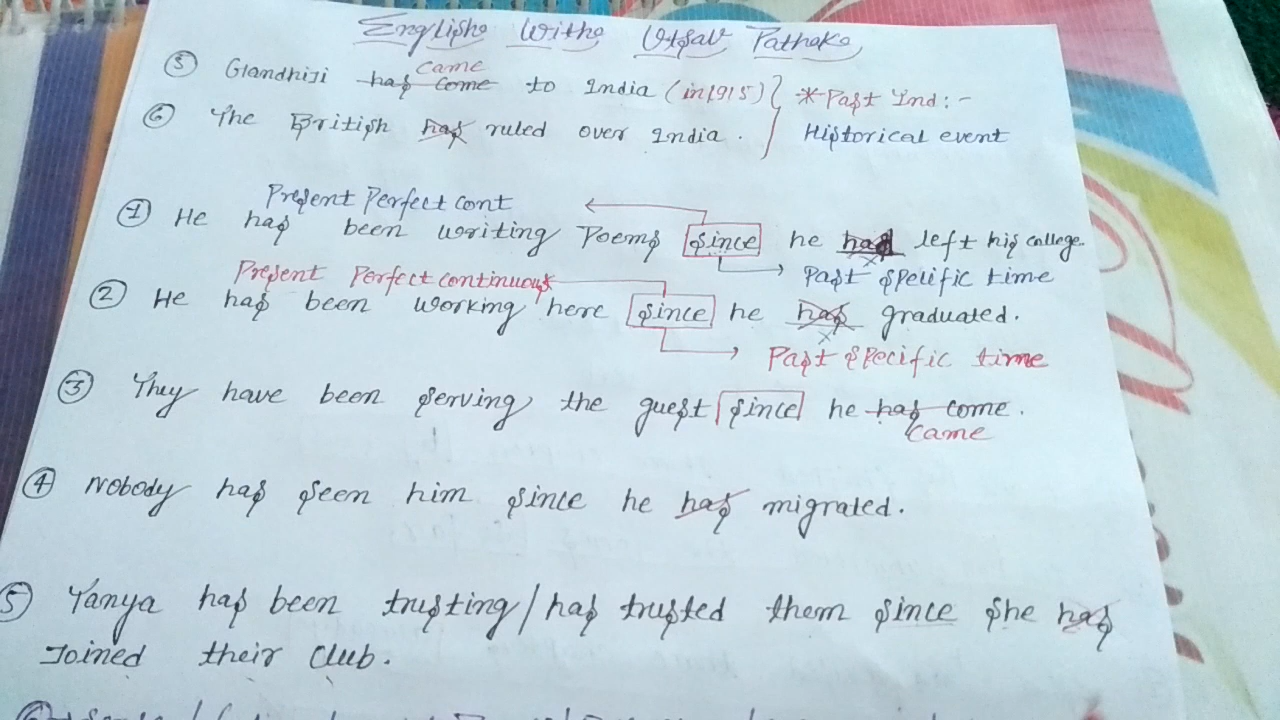 English with Utsav Pathak
5 Gandhiji has come came to India (in 1915) } * Past Ind:-
6 The British has ruled over India. Historical event
Present Perfect cont
1 He has been writing Poems since he had left his college
Past specific time
Present Perfect continuous
2 He has been working here since he has graduated.
x
Past specific time
3 They have been serving the guest since he has come.
came
4 Nobody has seen him since he has migrated.
5 Tanya has been trusting/has trusted them since she has
Joined their club.